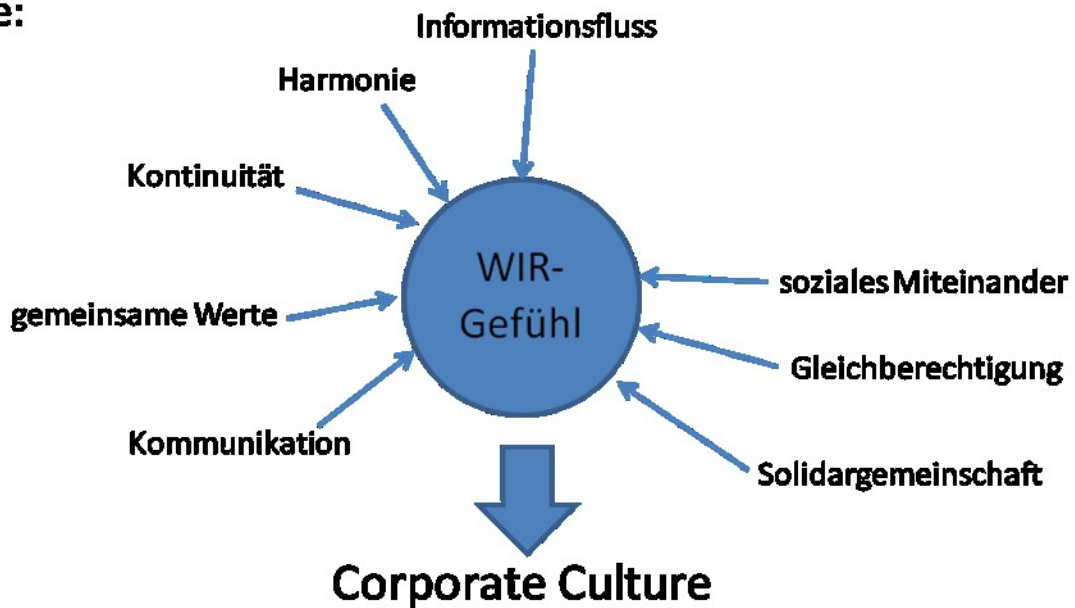 e:
Informationsfluss
Harmonie
Kontinuität
WIR-
Gefühl
soziales Miteinander
gemeinsame Werte
Gleichberechtigung
Kommunikation
Solidargemeinschaft
Corporate Culture